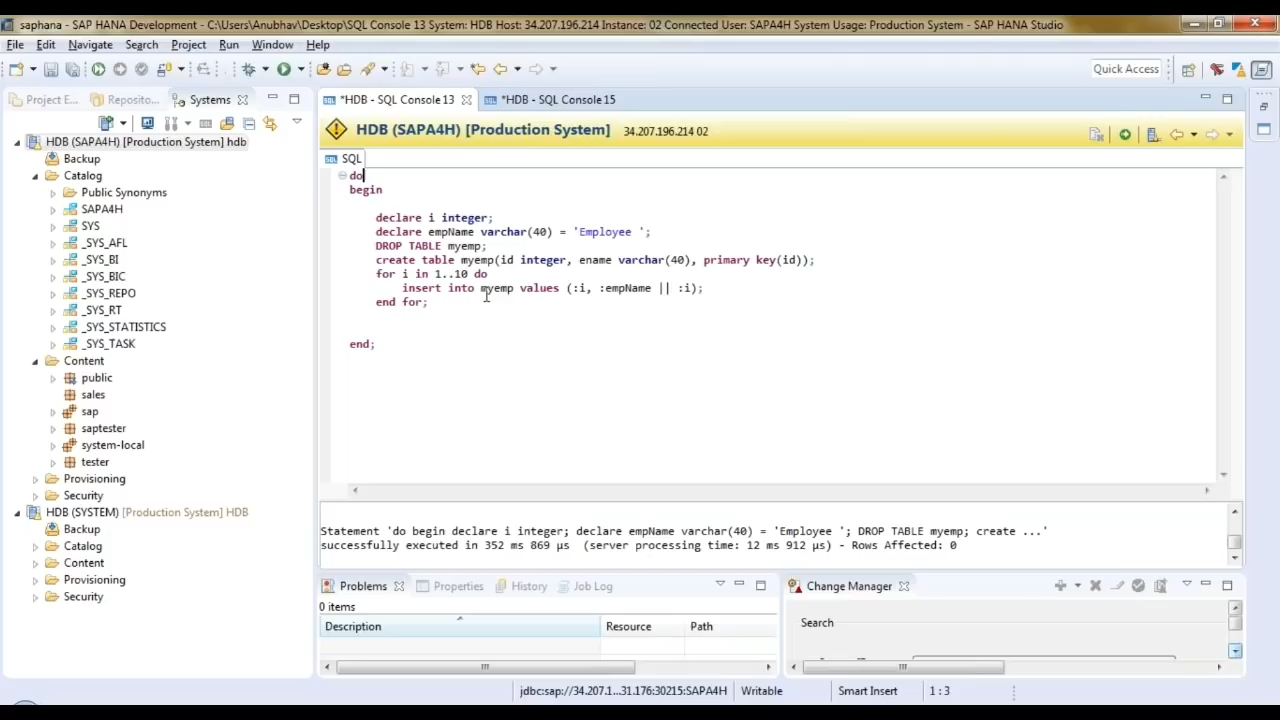 saphana - SAP HANA Development - C:\Users\Anubhav\Desktop\SQL Console 13 System: HDB Host: 34.207.196.214 Instance: 02 Connected User: SAPA4H System Usage: Production System - SAP HANA Studio
File Edit Navigate Search Project Run Window Help
Quick Access
Project E... Reposito... Systems
*HDB - SQL Console 13 *HDB - SQL Console 15
HDB (SAPA4H) [Production System] 34.207.196.214 02
SQL
HDB (SAPA4H) [Production System] hdb
Backup
Catalog
Public Synonyms
SAPA4H
SYS
_SYS_AFL
_SYS_BI
_SYS_BIC
_SYS_REPO
_SYS_RT
_SYS_STATISTICS
_SYS_TASK
Content
public
sales
sap
saptester
system-local
tester
Provisioning
Security
HDB (SYSTEM) [Production System] HDB
Backup
Catalog
Content
Provisioning
Security
do
begin
declare i integer;
declare empName varchar(40) = 'Employee ';
DROP TABLE myemp;
create table myemp(id integer, ename varchar(40), primary key(id));
for i in 1..10 do
insert into myemp values (:i, :empName || :i);
end for;
end;
Statement 'do begin declare i integer; declare empName varchar(40) = 'Employee '; DROP TABLE myemp; create ...'
successfully executed in 352 ms 869 µs (server processing time: 12 ms 912 µs) - Rows Affected: 0
Problems Properties History Job Log
0 items
Description Resource Path
Change Manager
Search
jdbc:sap://34.207.1...31.176:30215:SAPA4H Writable Smart Insert 1 : 3